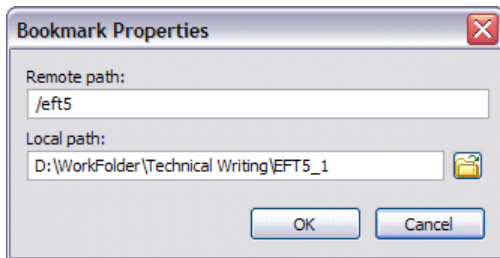 Bookmark Properties
Remote path:
/eft5
Local path:
D:\WorkFolder\Technical Writing\EFT5_1
OK Cancel